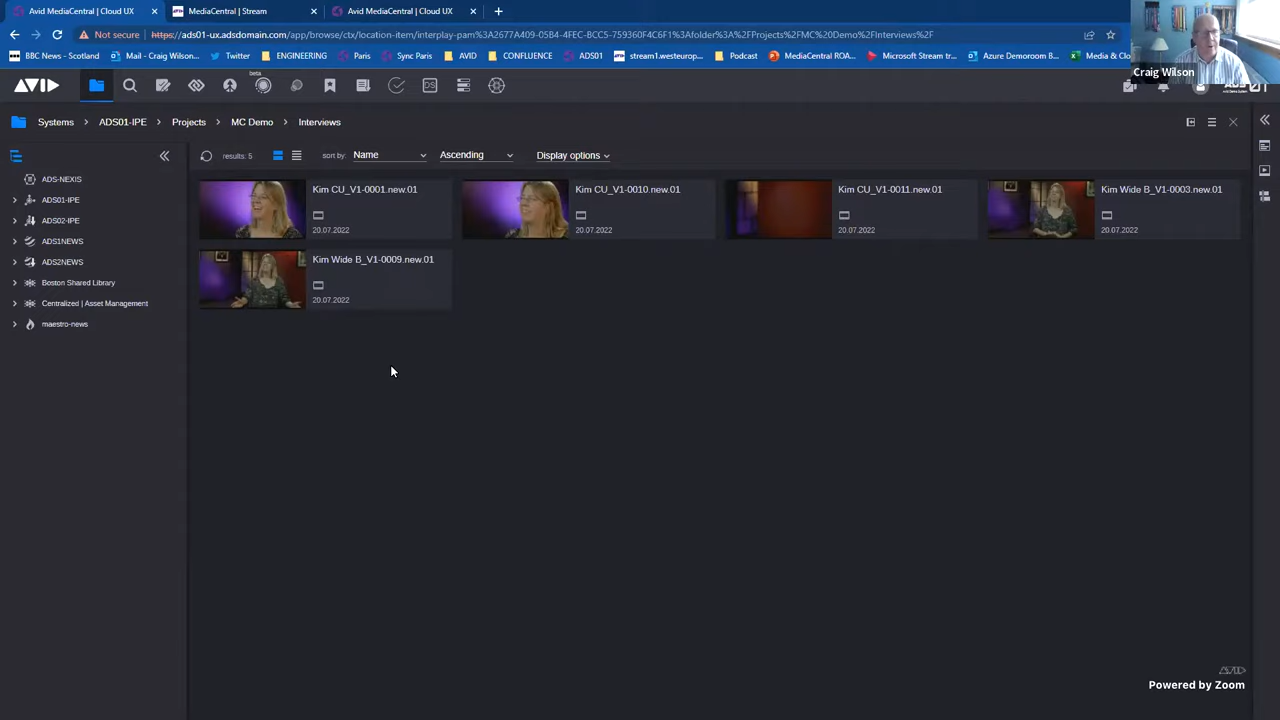 Avid MediaCentral | Cloud UX
MediaCentral | Stream
Avid MediaCentral | Cloud UX
Not secure
https://ads01-ux.adsdomain.com/app/browse/ctx/location-item/interplay-pam%3A2677A409-05B4-4FEC-BCC5-759360F4C6F1%3Afolder%3A%2FProjects%2FMC%20Demo%2FInterviews%2F
BBC News - Scotland
Mail - Craig Wilson...
Twitter
ENGINEERING
Paris
Sync Paris
AVID
CONFLUENCE
ADS01
stream1.westeurop...
Podcast
MediaCentral ROA...
Microsoft Stream t...
Azure Demoroom B...
Media & Clo
Craig Wilson
AVID
beta
DS
Systems > ADS01-IPE > Projects > MC Demo > Interviews
results: 5
sort by: Name
Ascending
Display options
ADS-NEXIS
ADS01-IPE
ADS02-IPE
ADS1NEWS
ADS2NEWS
Boston Shared Library
Centralized | Asset Management
maestro-news
Kim CU_V1-0001.new.01
20.07.2022
Kim CU_V1-0010.new.01
20.07.2022
Kim CU_V1-0011.new.01
20.07.2022
Kim Wide B_V1-0003.new.01
20.07.2022
Kim Wide B_V1-0009.new.01
20.07.2022
AVID
Powered by Zoom